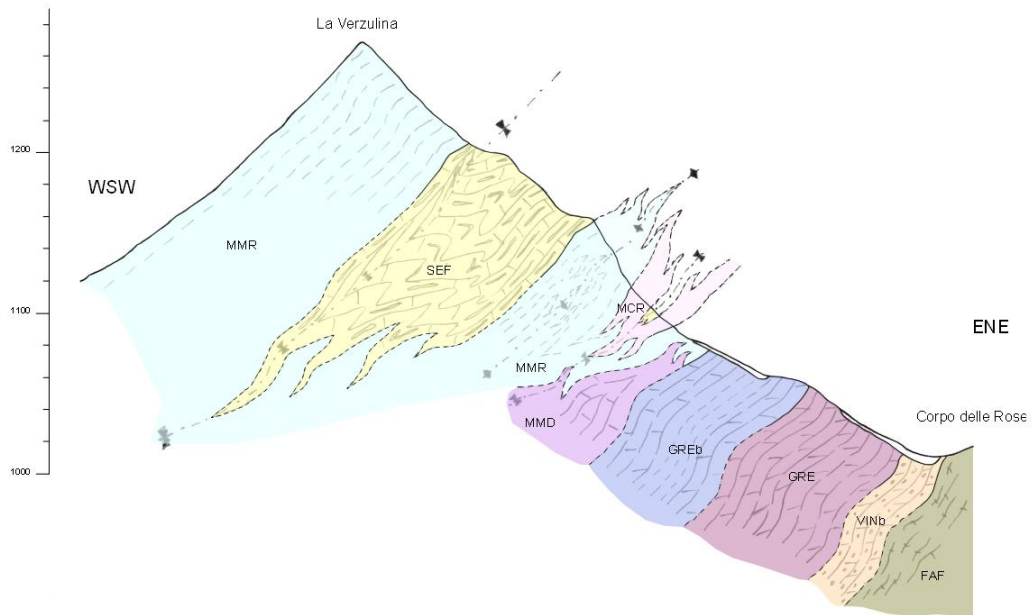 La Verzulina
1200
WSW
MMR
SEF
1100
MCR
ENE
MMR
Corpo delle Rose
MMD
GREb
1000
GRE
VINb
FAF